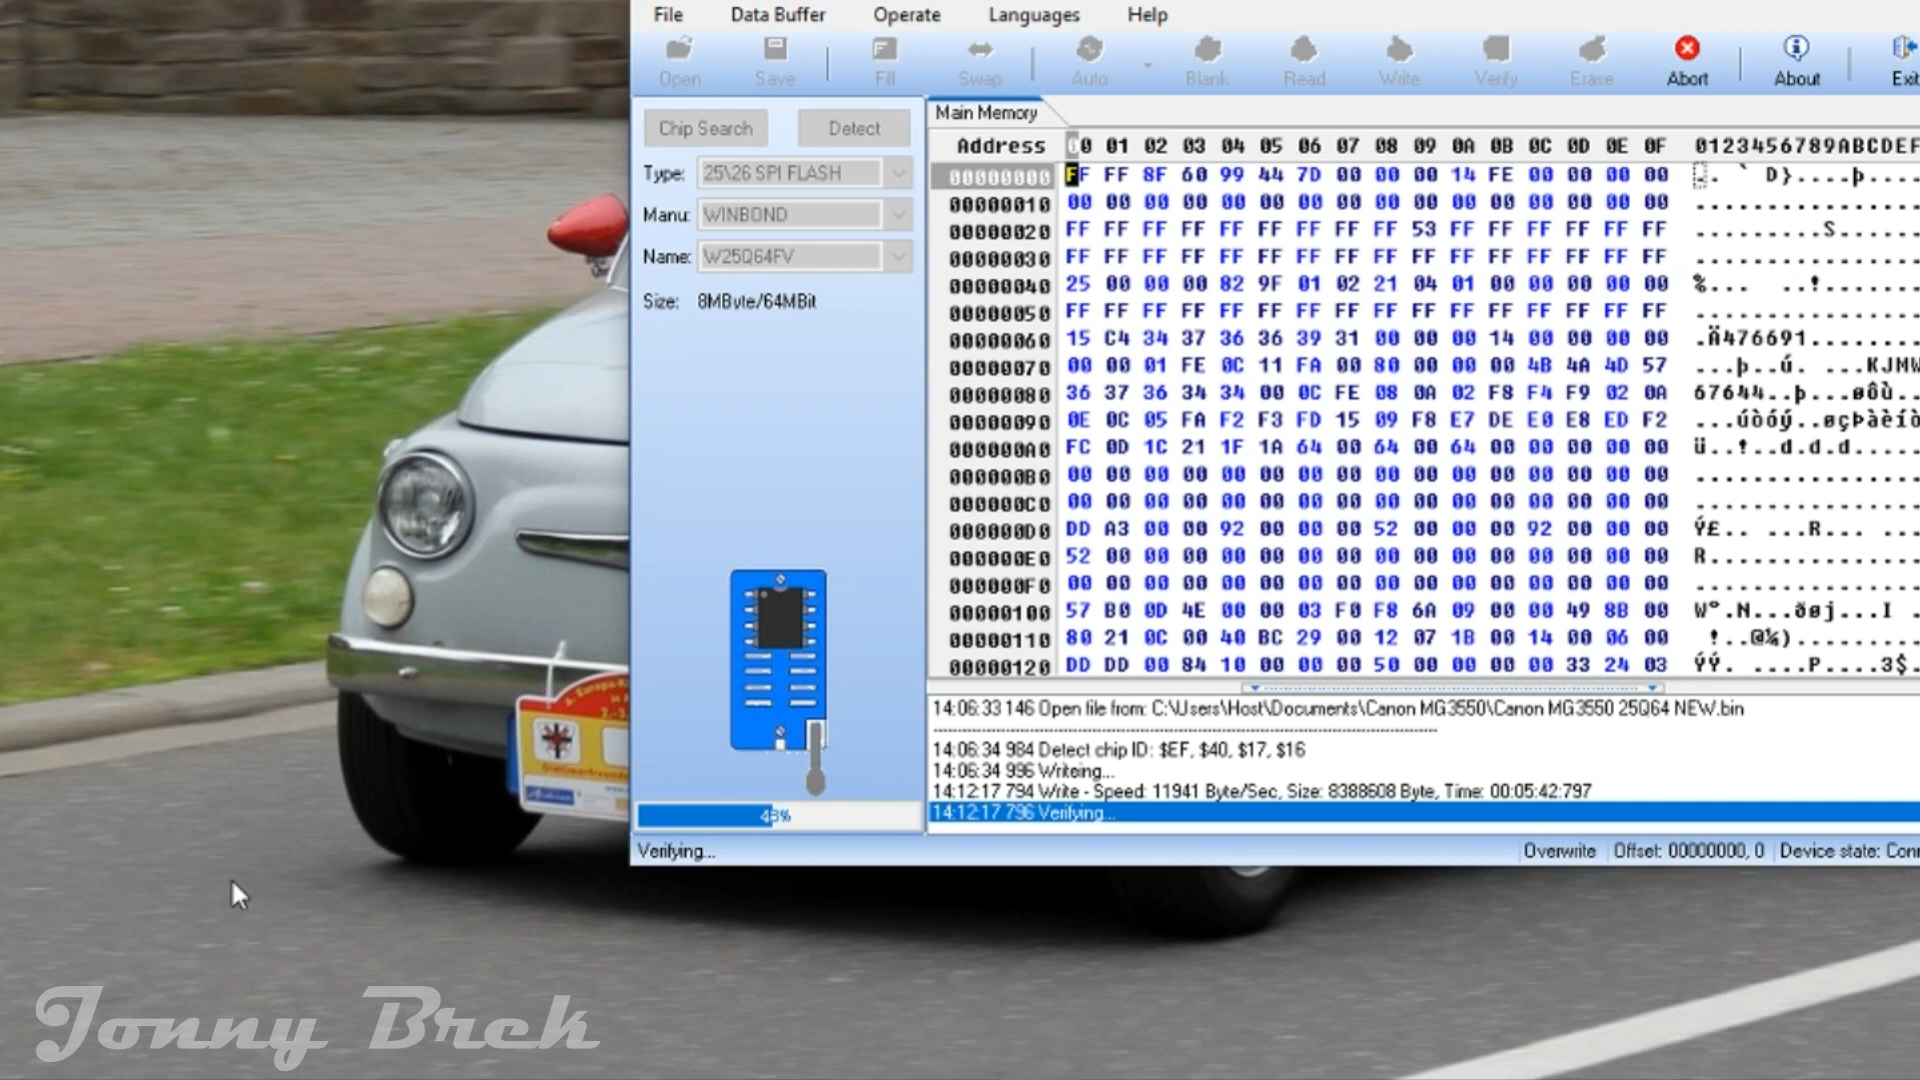 File Data Buffer Operate Languages Help
Open Save Fill Swap Auto Blank Read Write Verify Erase Abort About Exit
Chip Search Detect
Type: 25\26 SPI FLASH
Manu: WINBOND
Name: W25Q64FV
Size: 8MByte/64MBit
Main Memory
Address 00 01 02 03 04 05 06 07 08 09 0A 0B 0C 0D 0E 0F 0123456789ABCDEF
00000000 FF FF 8F 60 99 44 7D 00 00 00 14 FE 00 00 00 00 . ` D}....þ....
00000010 00 00 00 00 00 00 00 00 00 00 00 00 00 00 00 00 ................
00000020 FF FF FF FF FF FF FF FF FF 53 FF FF FF FF FF FF .........S......
00000030 FF FF FF FF FF FF FF FF FF FF FF FF FF FF FF FF ................
00000040 25 00 00 00 82 9F 01 02 21 04 01 00 00 00 00 00 %... ..!.......
00000050 FF FF FF FF FF FF FF FF FF FF FF FF FF FF FF FF ................
00000060 15 C4 34 37 36 36 39 31 00 00 00 14 00 00 00 00 .Ä476691........
00000070 00 00 01 FE 0C 11 FA 00 80 00 00 00 4B 4A 4D 57 ...þ..ú. ...KJMW
00000080 36 37 36 34 34 00 0C FE 08 0A 02 F8 F4 F9 02 0A 67644..þ...øôù..
00000090 0E 0C 05 FA F2 F3 FD 15 09 F8 E7 DE E0 E8 ED F2 ...úòóý..øçÞàèíò
000000A0 FC 0D 1C 21 1F 1A 64 00 64 00 64 00 00 00 00 00 ü..!..d.d.d.....
000000B0 00 00 00 00 00 00 00 00 00 00 00 00 00 00 00 00 ................
000000C0 00 00 00 00 00 00 00 00 00 00 00 00 00 00 00 00 ................
000000D0 DD A3 00 00 92 00 00 00 52 00 00 00 92 00 00 00 Ý£.. ...R... ...
000000E0 52 00 00 00 00 00 00 00 00 00 00 00 00 00 00 00 R...............
000000F0 00 00 00 00 00 00 00 00 00 00 00 00 00 00 00 00 ................
00000100 57 B0 0D 4E 00 00 03 F0 F8 6A 09 00 00 49 8B 00 W°.N...ðøj...I .
00000110 80 21 0C 00 40 BC 29 00 12 07 1B 00 14 00 06 00 !..@¼).........
00000120 DD DD 00 84 10 00 00 00 50 00 00 00 00 33 24 03 ÝÝ. ....P....3$.
14:06:33 146 Open file from: C:\Users\Host\Documents\Canon MG3550\Canon MG3550 25Q64 NEW.bin
14:06:34 984 Detect chip ID: $EF, $40, $17, $16
14:06:34 996 Writeing...
14:12:17 794 Write - Speed: 11941 Byte/Sec, Size: 8388608 Byte, Time: 00:05:42:797
14:12:17 796 Verifying...
48%
Verifying... Overwrite Offset: 00000000, 0 Device state: Conn
Jonny Brek